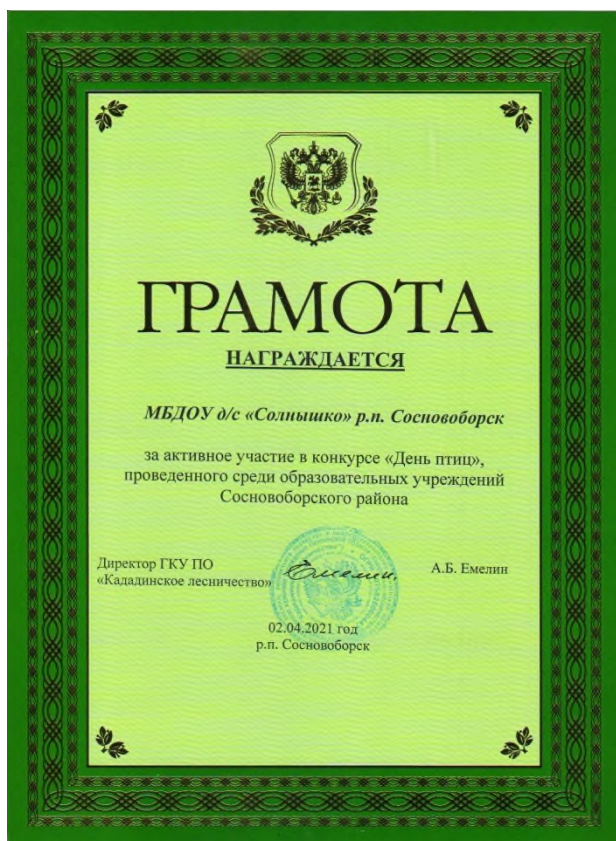 ГРАМОТА
НАГРАЖДАЕТСЯ
МБДОУ д/с «Солнышко» р.п. Сосновоборск
за активное участие в конкурсе «День птиц»,
проведенного среди образовательных учреждений
Сосновоборского района
Директор ГКУ ПО
«Кададинское лесничество»
Емелин
А.Б. Емелин
02.04.2021 год
р.п. Сосновоборск